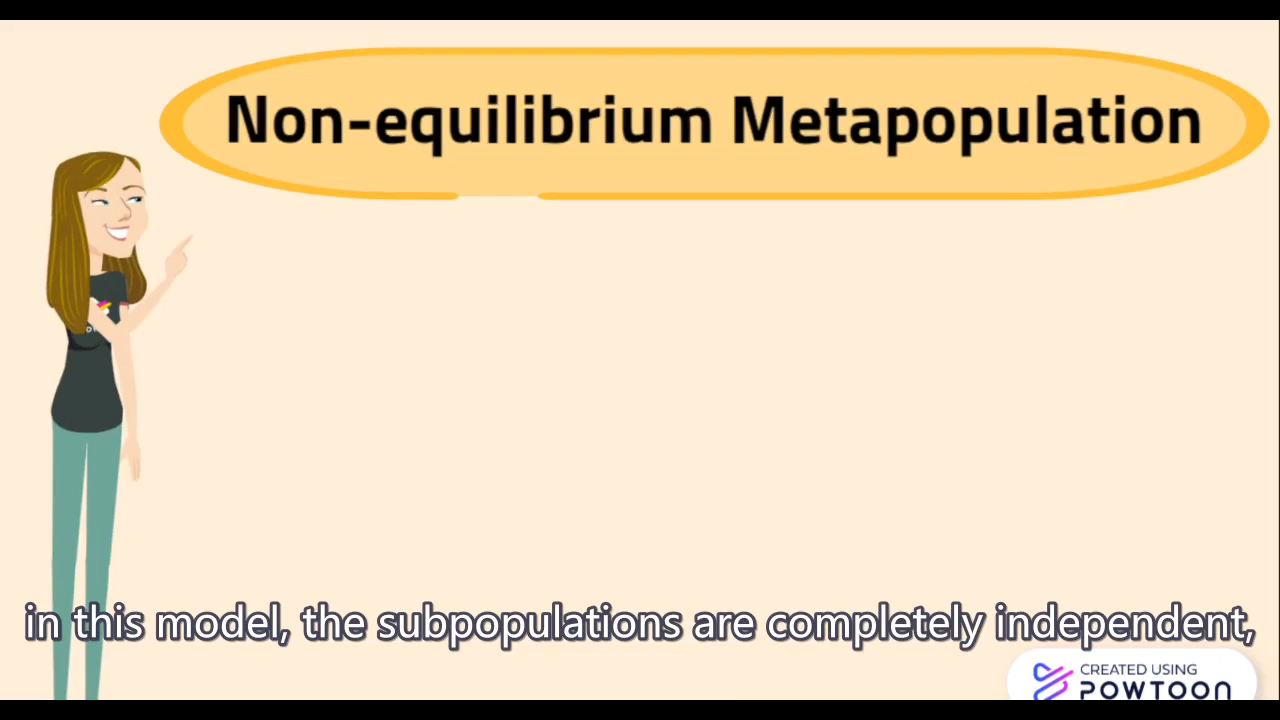 Non-equilibrium Metapopulation
in this model, the subpopulations are completely independent,
CREATED USING
POWTOON